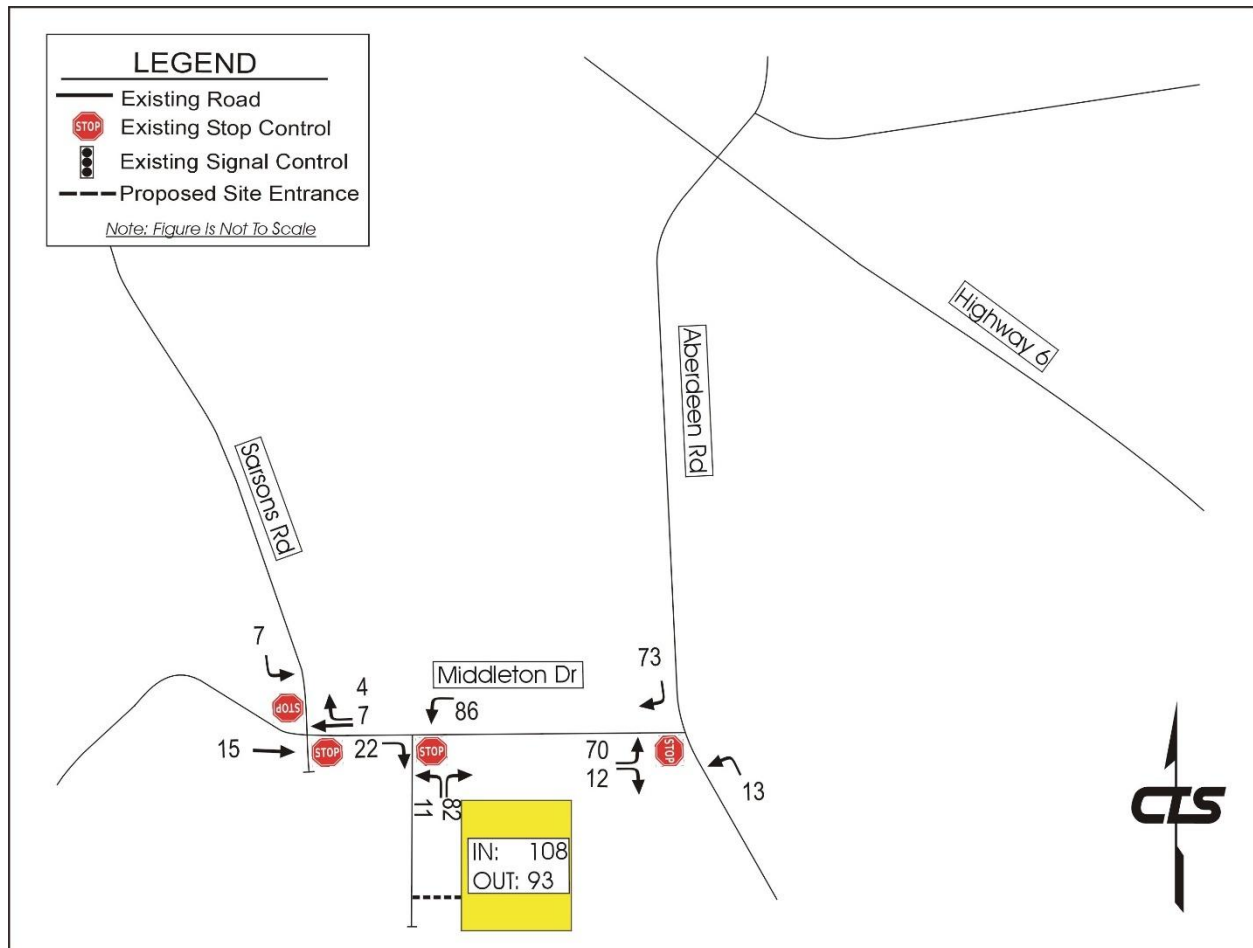 LEGEND
Existing Road
STOP
Existing Stop Control
Existing Signal Control
Proposed Site Entrance
Note: Figure Is Not To Scale
Highway 6
Aberdeen Rd
Sarsons Rd
7
4
73
Middleton Dr
7
86
STOP
15
STOP
22
STOP
70
STOP
12
13
11
82
IN: 108
OUT: 93
CTS